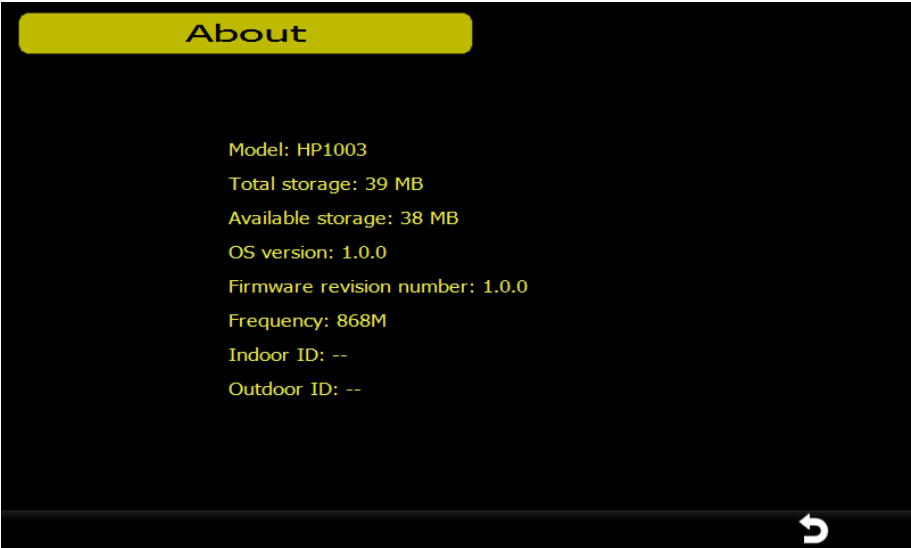 About
Model: HP1003
Total storage: 39 MB
Available storage: 38 MB
OS version: 1.0.0
Firmware revision number: 1.0.0
Frequency: 868M
Indoor ID: --
Outdoor ID: --